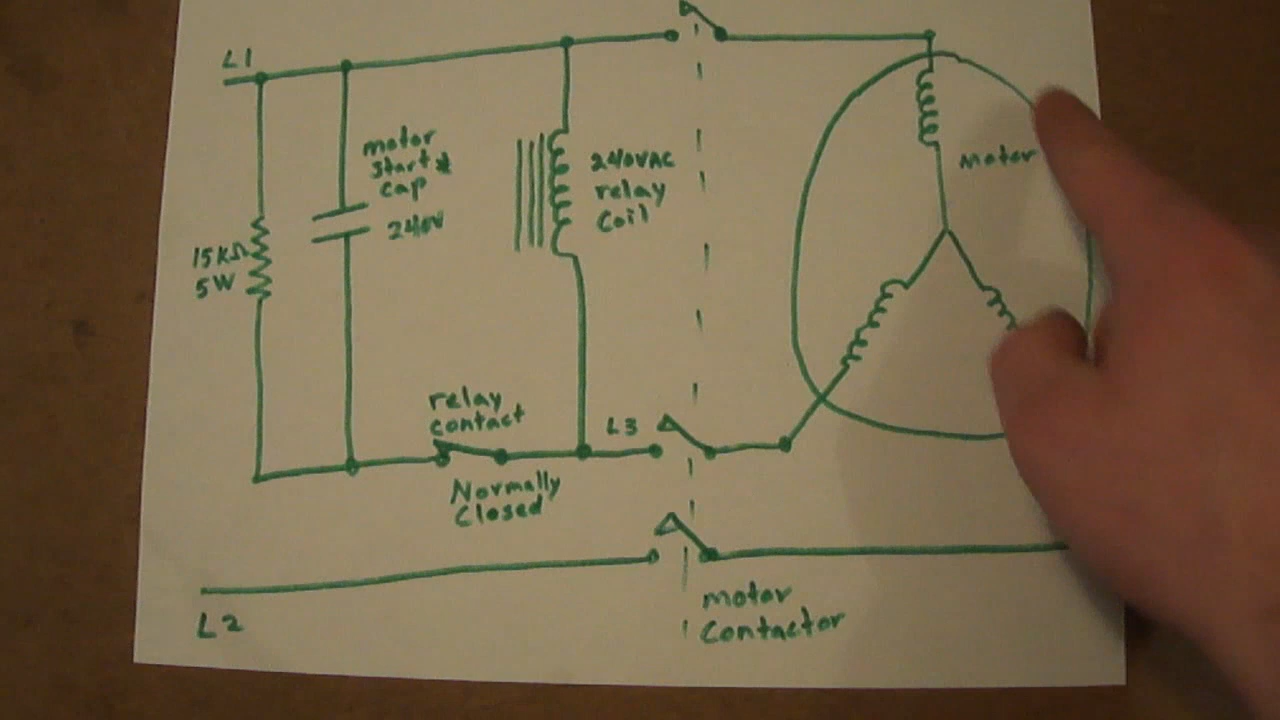 L1
motor
start
cap
240V
15KΩ
5W
240VAC
relay
coil
motor
relay
contact
L3
Normally
Closed
L2
motor
Contactor